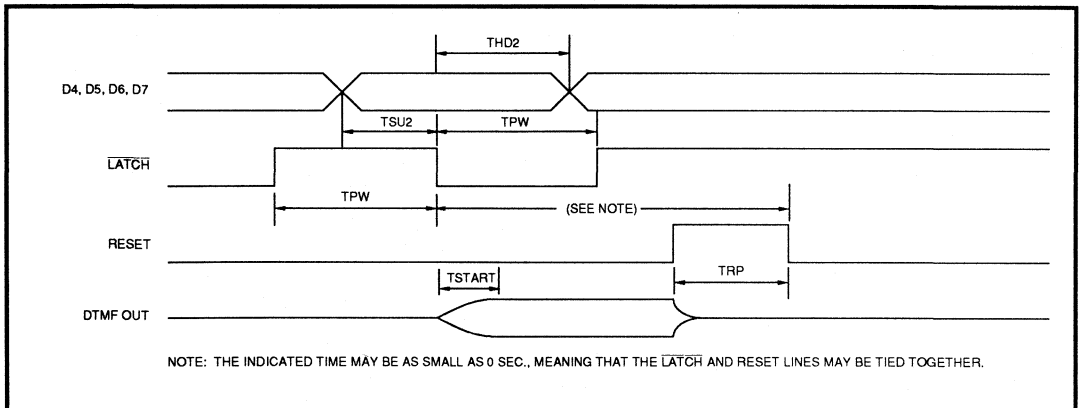 THD2
D4, D5, D6, D7
TSU2
TPW
LATCH
TPW
(SEE NOTE)
RESET
TRP
TSTART
DTMF OUT
NOTE: THE INDICATED TIME MAY BE AS SMALL AS 0 SEC., MEANING THAT THE LATCH AND RESET LINES MAY BE TIED TOGETHER.